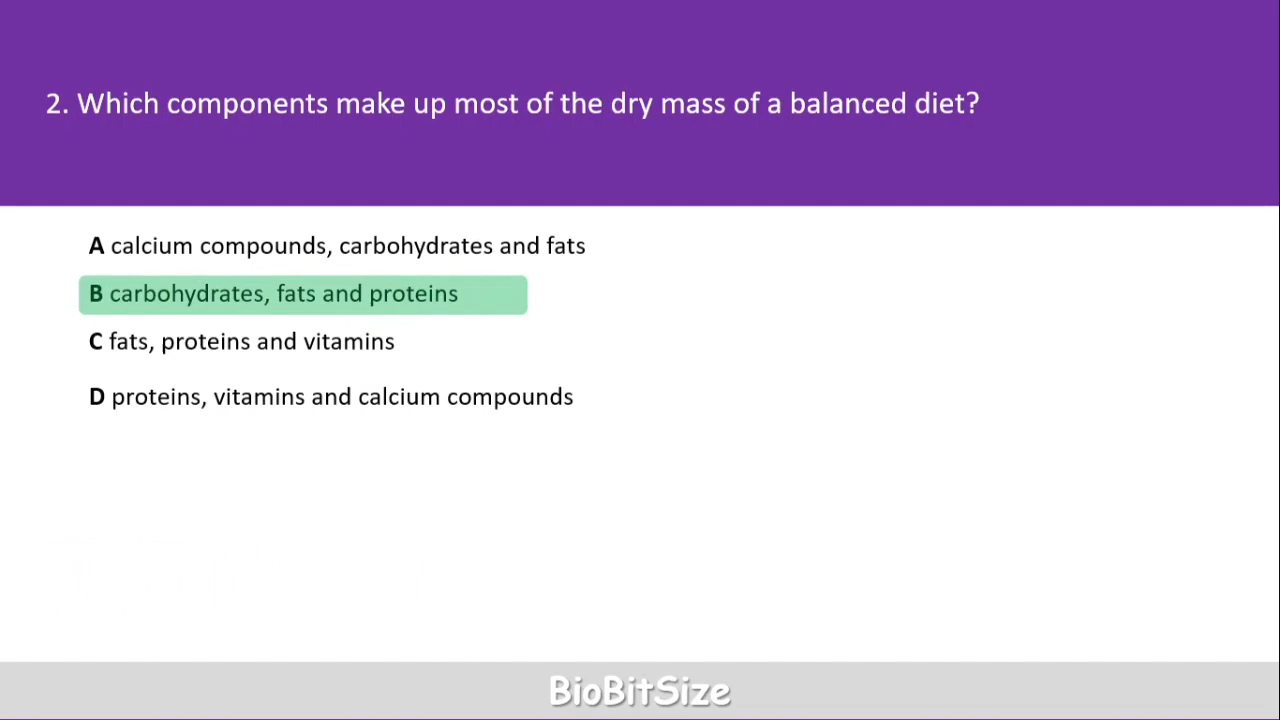 2. Which components make up most of the dry mass of a balanced diet?
A calcium compounds, carbohydrates and fats
B carbohydrates, fats and proteins
C fats, proteins and vitamins
D proteins, vitamins and calcium compounds
BioBitSize